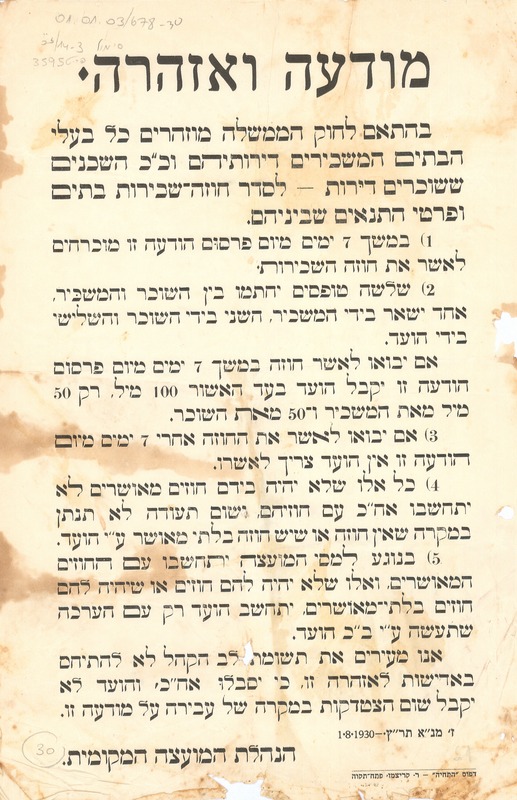 01.01.03/678-30
מודעה ואזהרה.
בהתאם לחוק הממשלה מוזהרים כל בעלי
הבתים המשכירים דירותיהם וכ"כ השכנים
ששוכרים דירות — לסדר חוזה־שכירות בתים
ופרטי התנאים שביניהם.
1) במשך 7 ימים מיום פרסום הודעה זו מוכרחים
לאשר את חוזה השכירות.
2) שלשה טופסים יחתמו בין השוכר והמשכיר,
אחד ישאר בידי המשכיר, השני בידי השוכר והשלישי
בידי הועד.
אם יבואו לאשר חוזה במשך 7 ימים מיום פרסום
הודעה זו יקבל הועד בעד האשור 100 מיל, רק 50
מיל מאת המשכיר ו־50 מאת השוכר.
3) אם יבואו לאשר את החוזה אחרי 7 ימים מיום
הודעה זו אין הועד צריך לאשרו.
4) כל אלו שלא יהיה בידם חוזים מאושרים לא
יתחשבו אח"כ עם חוזיהם, ושום תעודה לא תנתן
במקרה שאין חוזה או שיש חוזה בלתי מאושר ע"י הועד.
5) בנוגע למסי המועצה יתחשבו עם החוזים
המאושרים, ואלו שלא יהיה להם חוזים או שיהיה להם
חוזים בלתי־מאושרים, יתחשב הועד רק עם הערכה
שתעשה ע"י ב"כ הועד.
אנו מעירים את תשומת לב הקהל לא להתיחס
באדישות לאזהרה זו, כי יסבלו אח"כ, והועד לא
יקבל שום הצטדקות במקרה של עבירה על מודעה זו.
ז' מנ"א תר"ץ.—1.8.1930
הנהלת המועצה המקומית.
דפוס "התחיה" — ר. קריצמן, פתח־תקוה
30